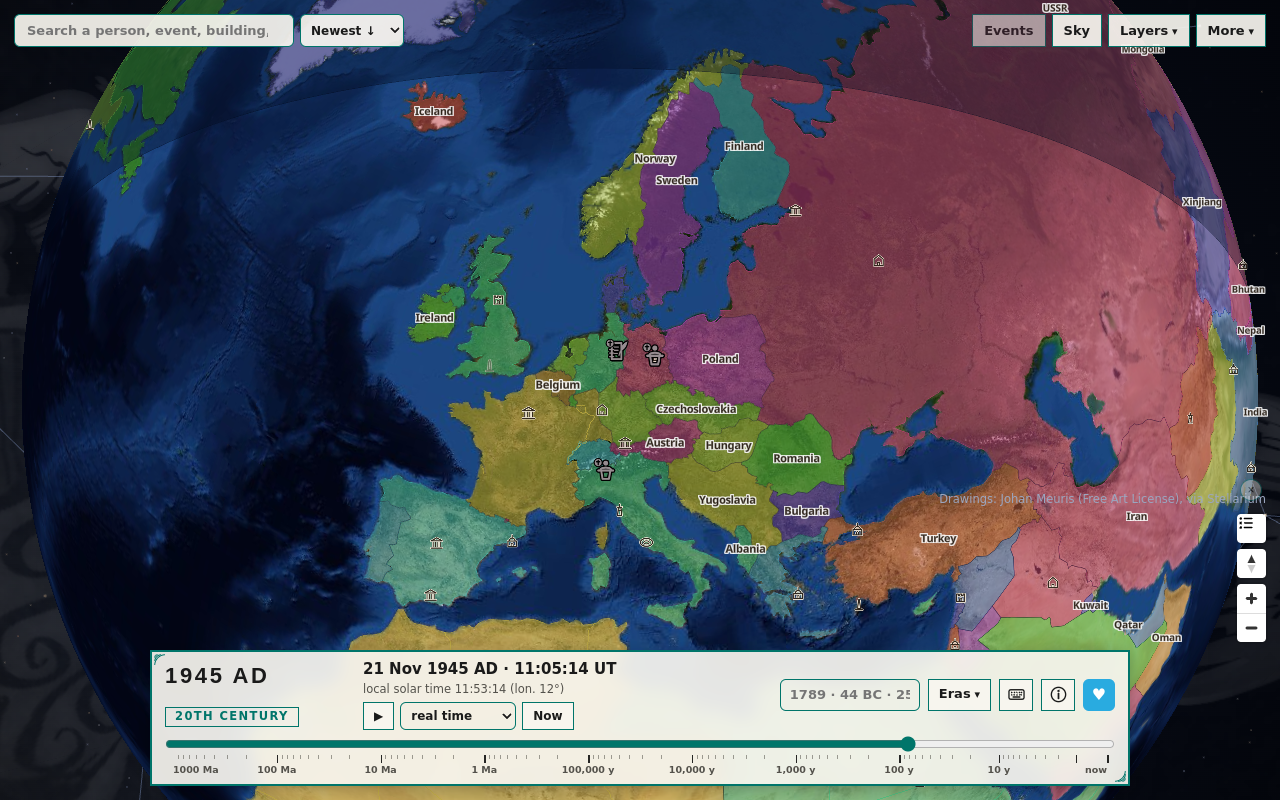 Search a person, event, building,
Newest ↓
USSR
Events
Sky
Layers ▾
More ▾
Mongolia
Iceland
Norway
Finland
Sweden
Xinjiang
Bhutan
Ireland
Nepal
Poland
Belgium
Czechoslovakia
India
Austria
Hungary
Romania
Yugoslavia
Bulgaria
Drawings: Johan Meuris (Free Art License), via Stellarium
Iran
Turkey
Albania
Kuwait
Qatar
Oman
1945 AD
21 Nov 1945 AD · 11:05:14 UT
local solar time 11:53:14 (lon. 12°)
20TH CENTURY
real time
Now
1789 · 44 BC · 25
Eras ▾
1000 Ma
100 Ma
10 Ma
1 Ma
100,000 y
10,000 y
1,000 y
100 y
10 y
now